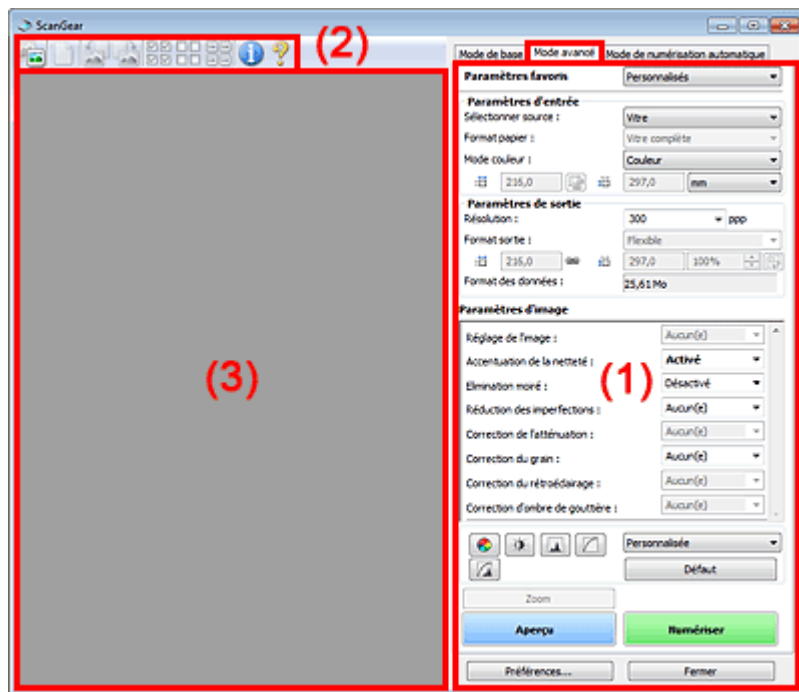 ScanGear
(2)
Mode de base Mode avancé Mode de numérisation automatique
Paramètres favoris Personnalisés
Paramètres d'entrée
Sélectionner source : Vitre
Format papier : Vitre complète
Mode couleur : Couleur
216,0 297,0 mm
Paramètres de sortie
Résolution : 300 ppp
Format sortie : Flexible
216,0 297,0 100%
Format des données : 25,61 Mo
Paramètres d'image
Réglage de l'image : Aucun(e)
Accentuation de la netteté : Activé
Elimination moiré : Désactivé
(1)
Réduction des imperfections : Aucun(e)
Correction de l'atténuation : Aucun(e)
Correction du grain : Aucun(e)
Correction du rétroéclairage : Aucun(e)
Correction d'ombre de gouttière : Aucun(e)
(3)
Personnalisée
Défaut
Zoom
Aperçu Numériser
Préférences... Fermer